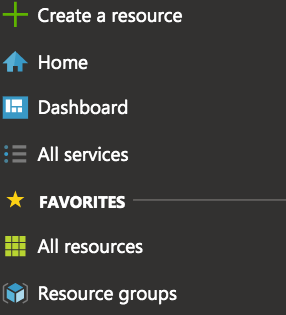 Create a resource
Home
Dashboard
All services
FAVORITES
All resources
Resource groups